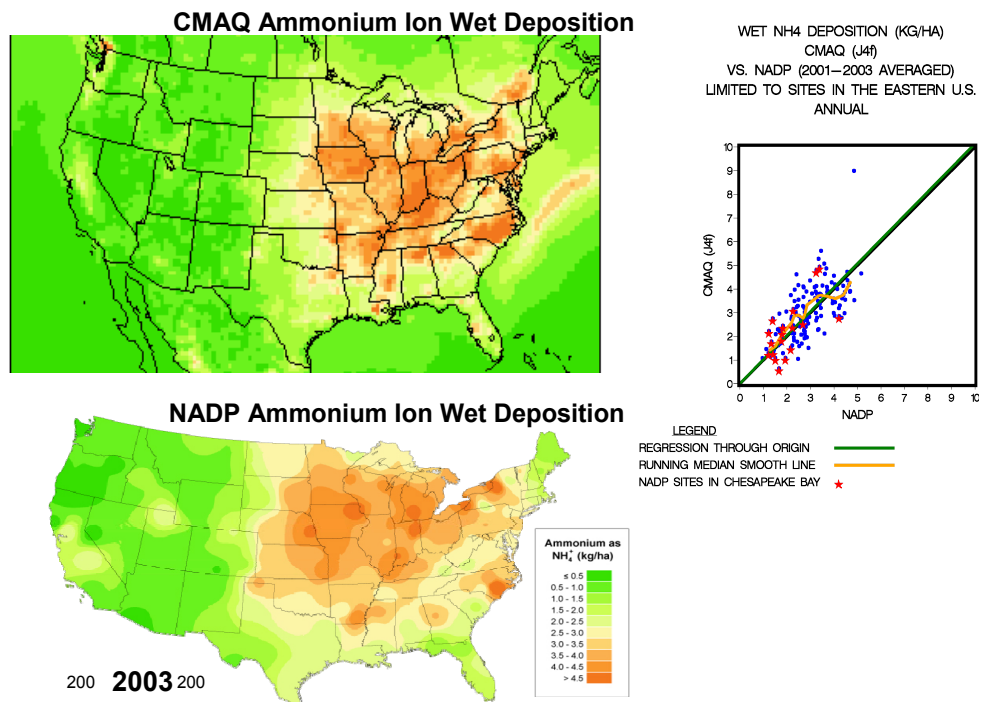 CMAQ Ammonium Ion Wet Deposition
WET NH4 DEPOSITION (KG/HA)
CMAQ (J4f)
VS. NADP (2001—2003 AVERAGED)
LIMITED TO SITES IN THE EASTERN U.S.
ANNUAL
10
9
8
7
6
5
4
3
2
1
0
CMAQ (J4f)
0 1 2 3 4 5 6 7 8 9 10
NADP
LEGEND
REGRESSION THROUGH ORIGIN
RUNNING MEDIAN SMOOTH LINE
NADP SITES IN CHESAPEAKE BAY
NADP Ammonium Ion Wet Deposition
Ammonium as
NH₄⁺ (kg/ha)
≤ 0.5
0.5 - 1.0
1.0 - 1.5
1.5 - 2.0
2.0 - 2.5
2.5 - 3.0
3.0 - 3.5
3.5 - 4.0
4.0 - 4.5
> 4.5
200 2003 200